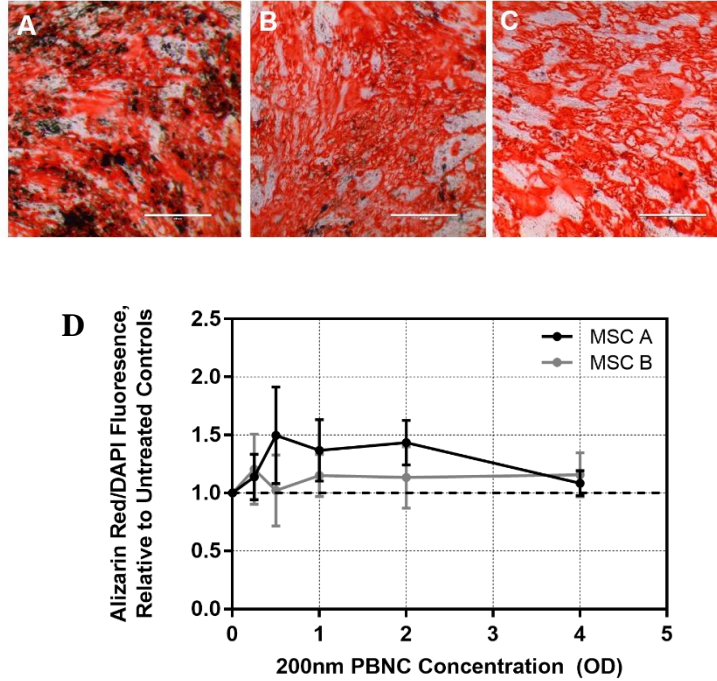 A
B
C
D
Alizarin Red/DAPI Fluoresence,
Relative to Untreated Controls
2.5
2.0
1.5
1.0
0.5
0.0
MSC A
MSC B
0 1 2 3 4 5
200nm PBNC Concentration (OD)